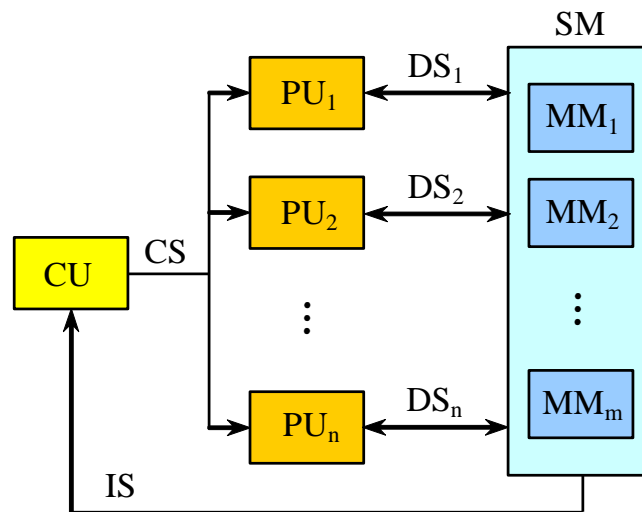 SM
PU₁
DS₁
MM₁
PU₂
DS₂
MM₂
CU
CS
⋮
⋮
PUₙ
DSₙ
MMₘ
IS